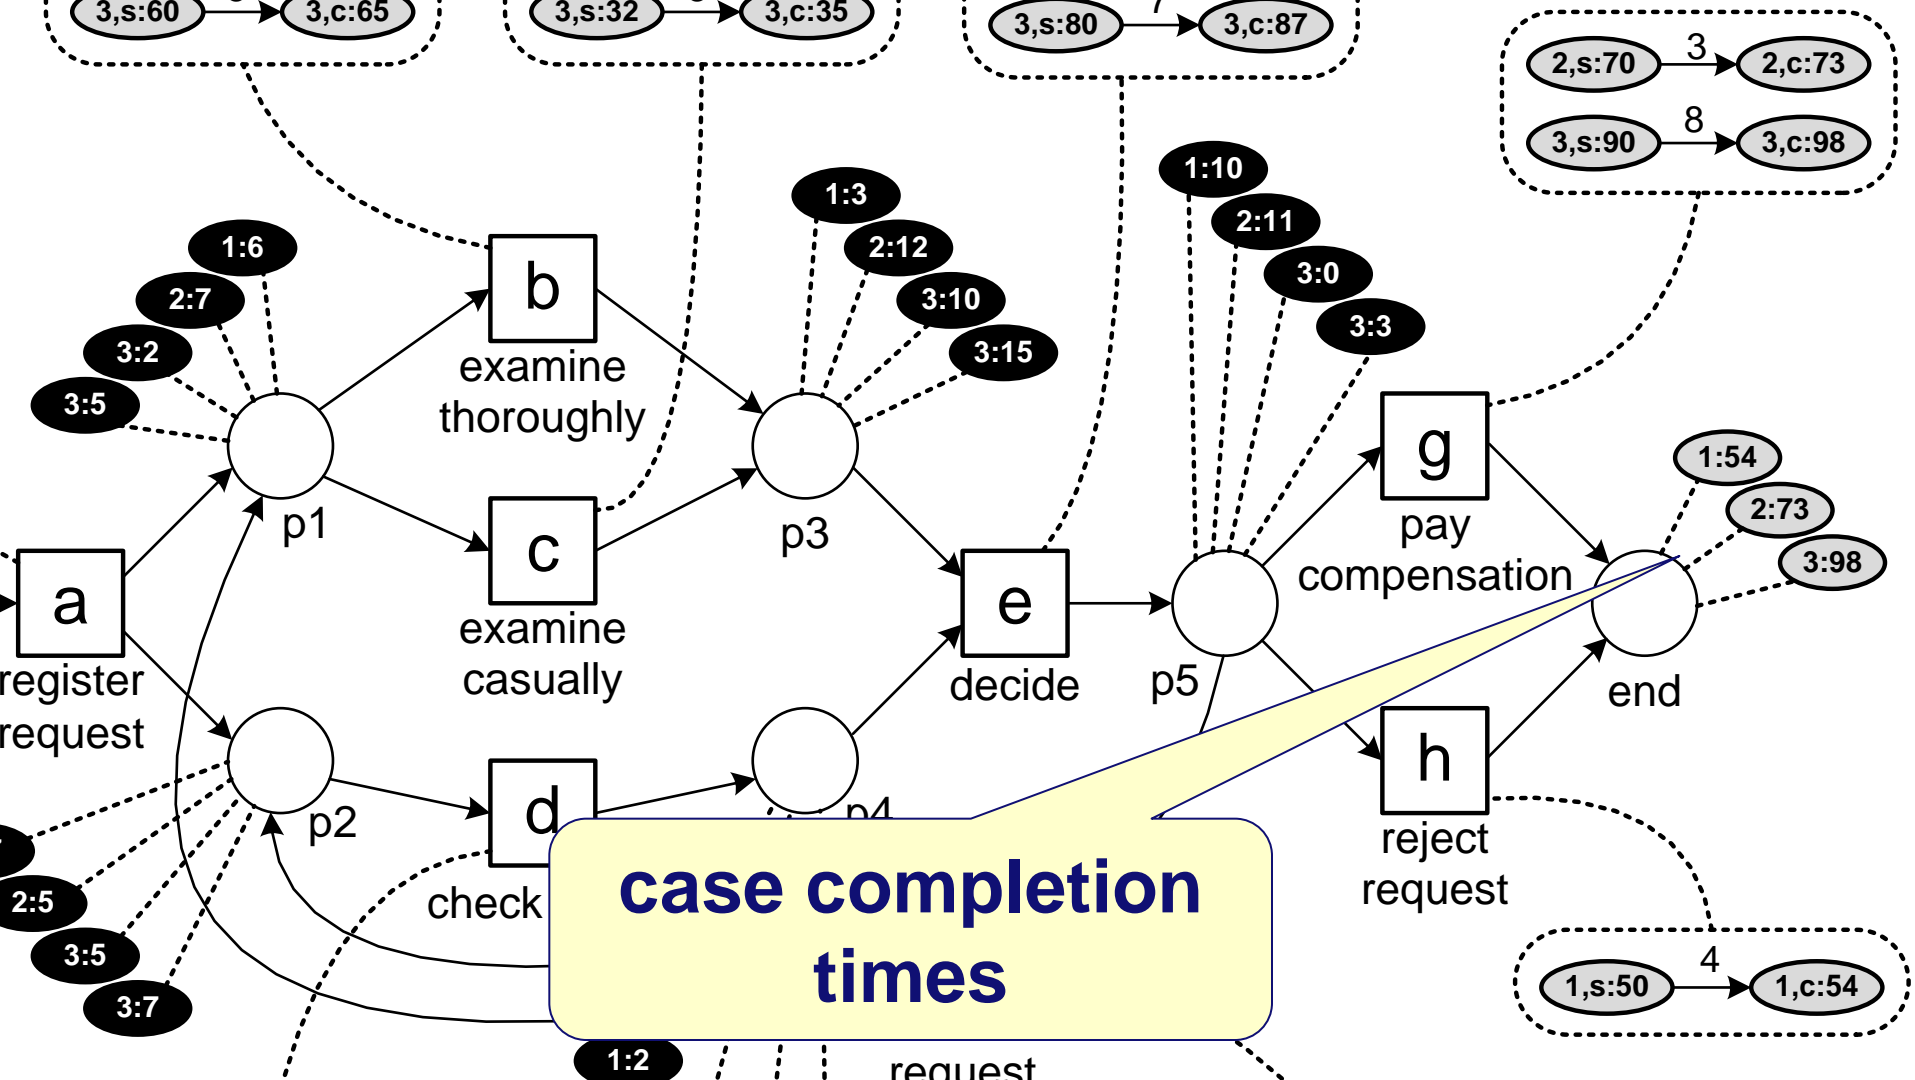 3,s:60
3,c:65
3,s:32
3,c:35
3,s:80
7
3,c:87
2,s:70
3
2,c:73
3,s:90
8
3,c:98
1:6
2:7
3:2
3:5
1:3
2:12
3:10
3:15
1:10
2:11
3:0
3:3
b
examine
thoroughly
p1
c
examine
casually
p3
a
register
request
e
decide
p5
g
pay
compensation
1:54
2:73
3:98
end
p2
d
check
p4
h
reject
request
2:5
3:5
3:7
case completion
times
1:2
request
1,s:50
4
1,c:54